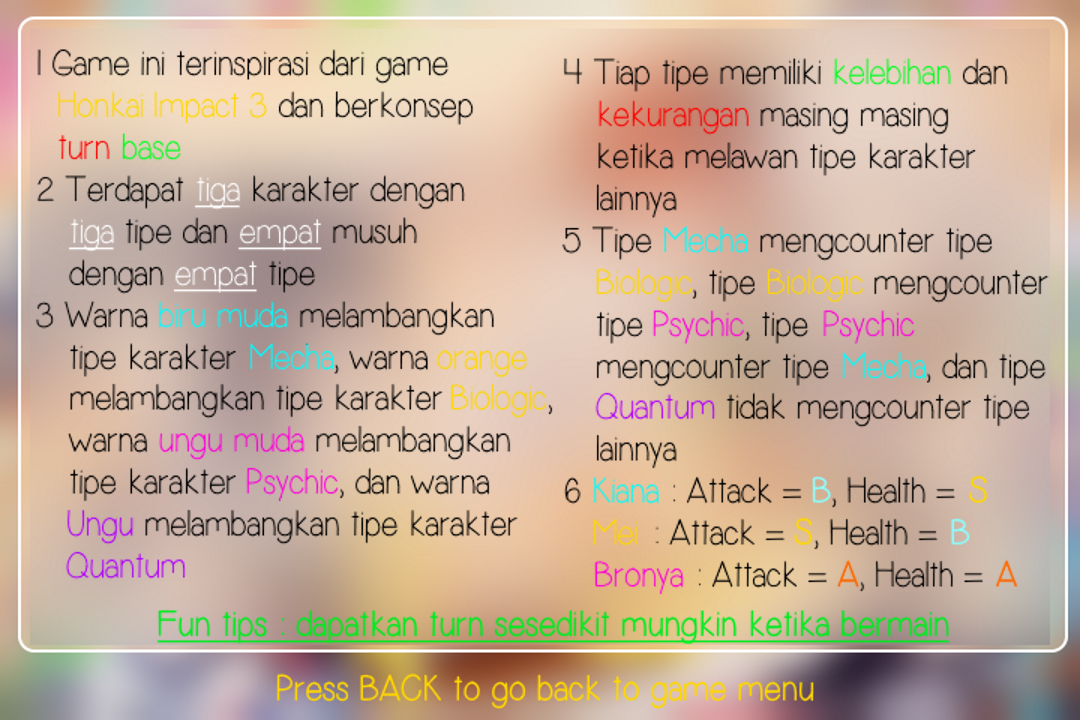 1 Game ini terinspirasi dari game
Honkai Impact 3 dan berkonsep
turn base
2 Terdapat tiga karakter dengan
tiga tipe dan empat musuh
dengan empat tipe
3 Warna biru muda melambangkan
tipe karakter Mecha, warna orange
melambangkan tipe karakter Biologic,
warna ungu muda melambangkan
tipe karakter Psychic, dan warna
Ungu melambangkan tipe karakter
Quantum
4 Tiap tipe memiliki kelebihan dan
kekurangan masing masing
ketika melawan tipe karakter
lainnya
5 Tipe Mecha mengcounter tipe
Biologic, tipe Biologic mengcounter
tipe Psychic, tipe Psychic
mengcounter tipe Mecha, dan tipe
Quantum tidak mengcounter tipe
lainnya
6 Kiana : Attack = B, Health = S
Mei : Attack = S, Health = B
Bronya : Attack = A, Health = A
Fun tips : dapatkan turn sesedikit mungkin ketika bermain
Press BACK to go back to game menu